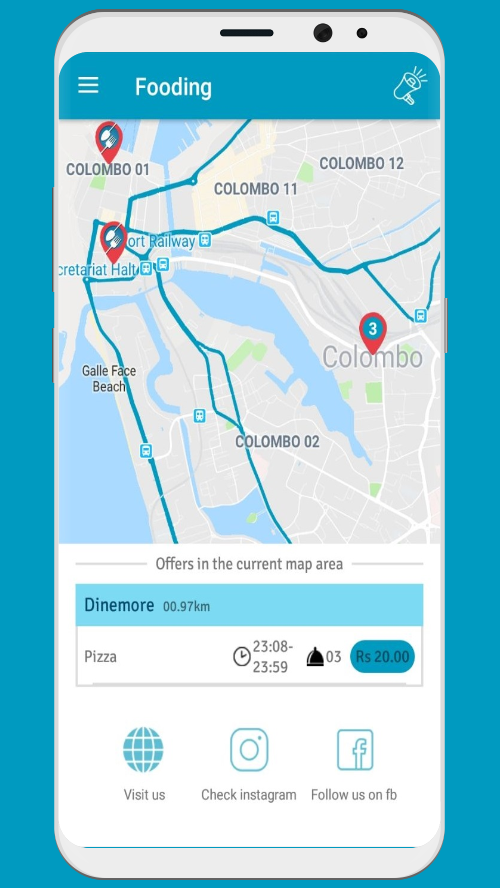 Fooding
COLOMBO 01
COLOMBO 12
COLOMBO 11
ort Railway
cretariat Halt
3
Colombo
Galle Face
Beach
COLOMBO 02
Offers in the current map area
Dinemore 00.97km
Pizza
23:08-
23:59
03
Rs 20.00
Visit us
Check instagram
Follow us on fb